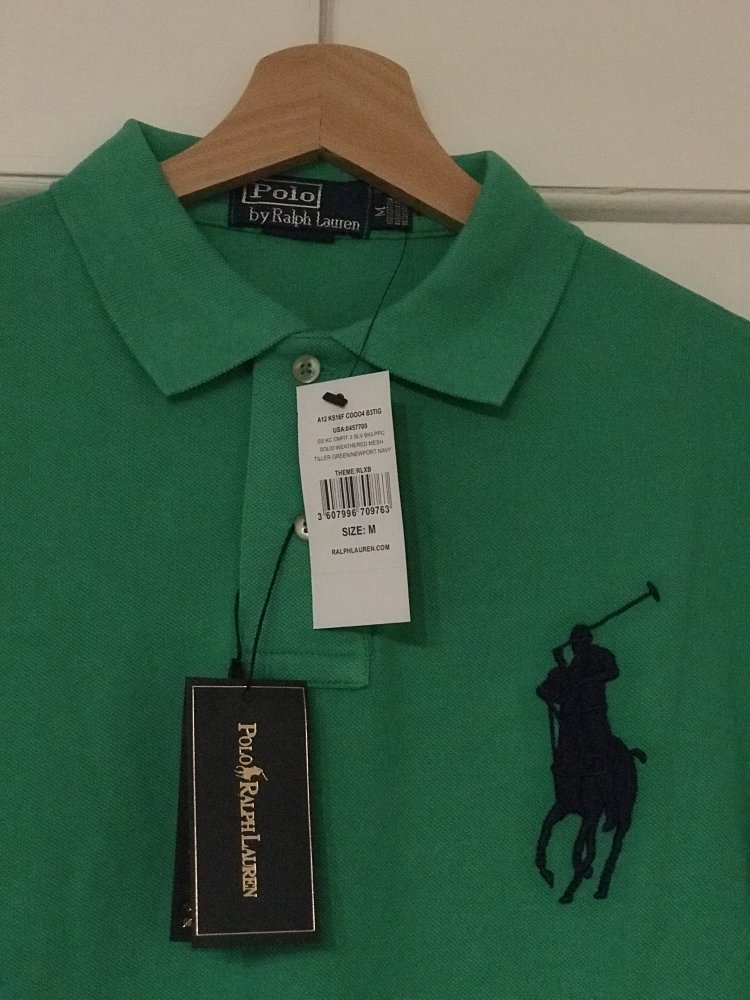 Polo
by Ralph Lauren
M
A12 KS16F CDOO4 B3TIG
USA:0457700
SS KC CMFIT 3 SLV BIG PPC
SOLID WEATHERED MESH
TILLER GREEN/NEWPORT NAVY
THEME:RLXB
3 607996 709763
SIZE: M
RALPHLAUREN.COM
POLO RALPH LAUREN